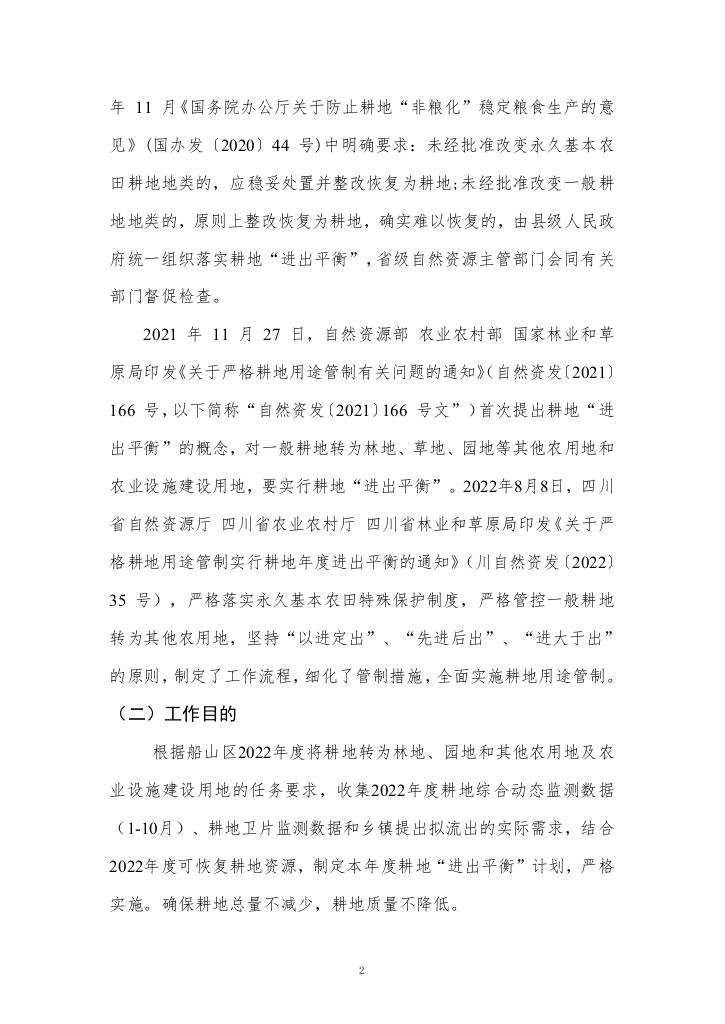 年 11 月《国务院办公厅关于防止耕地“非粮化”稳定粮食生产的意
见》(国办发〔2020〕44 号)中明确要求：未经批准改变永久基本农
田耕地地类的，应稳妥处置并整改恢复为耕地;未经批准改变一般耕
地地类的，原则上整改恢复为耕地，确实难以恢复的，由县级人民政
府统一组织落实耕地“进出平衡”,省级自然资源主管部门会同有关
部门督促检查。
2021 年 11 月 27 日，自然资源部 农业农村部 国家林业和草
原局印发《关于严格耕地用途管制有关问题的通知》（自然资发〔2021〕
166 号，以下简称“自然资发〔2021〕166 号文”）首次提出耕地“进
出平衡”的概念，对一般耕地转为林地、草地、园地等其他农用地和
农业设施建设用地，要实行耕地“进出平衡”。2022年8月8日，四川
省自然资源厅 四川省农业农村厅 四川省林业和草原局印发《关于严
格耕地用途管制实行耕地年度进出平衡的通知》（川自然资发〔2022〕
35 号），严格落实永久基本农田特殊保护制度，严格管控一般耕地
转为其他农用地，坚持“以进定出”、“先进后出”、“进大于出”
的原则，制定了工作流程，细化了管制措施，全面实施耕地用途管制。
（二）工作目的
根据船山区2022年度将耕地转为林地、园地和其他农用地及农
业设施建设用地的任务要求，收集2022年度耕地综合动态监测数据
（1-10月）、耕地卫片监测数据和乡镇提出拟流出的实际需求，结合
2022年度可恢复耕地资源，制定本年度耕地“进出平衡”计划，严格
实施。确保耕地总量不减少，耕地质量不降低。
2